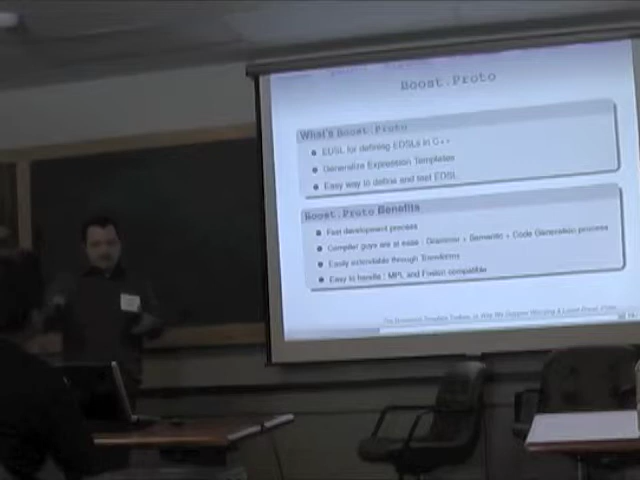 Boost.Proto
What's Boost.Proto
EDSL for defining EDSLs in C++
Generalize Expression Templates
Easy way to define and test EDSL
Boost.Proto Benefits
Fast development process
Compiler guys are at ease : Grammar + Semantic + Code Generation process
Easily extendable through Transforms
Easy to handle : MPL and Fusion compatible